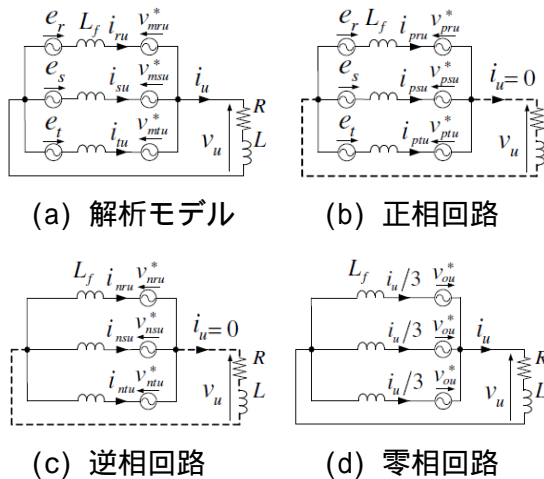 e_r L_f i_ru v*_mru
e_s i_su v*_msu i_u
e_t i_tu v*_mtu v_u R L
(a) 解析モデル
e_r L_f i_pru v*_pru
e_s i_psu v*_psu i_u=0
e_t i_ptu v*_ptu v_u R L
(b) 正相回路
L_f i_nru v*_nru
i_nsu v*_nsu i_u=0
i_ntu v*_ntu v_u R L
(c) 逆相回路
L_f i_u/3 v*_ou
i_u/3 v*_ou i_u
i_u/3 v*_ou v_u R L
(d) 零相回路